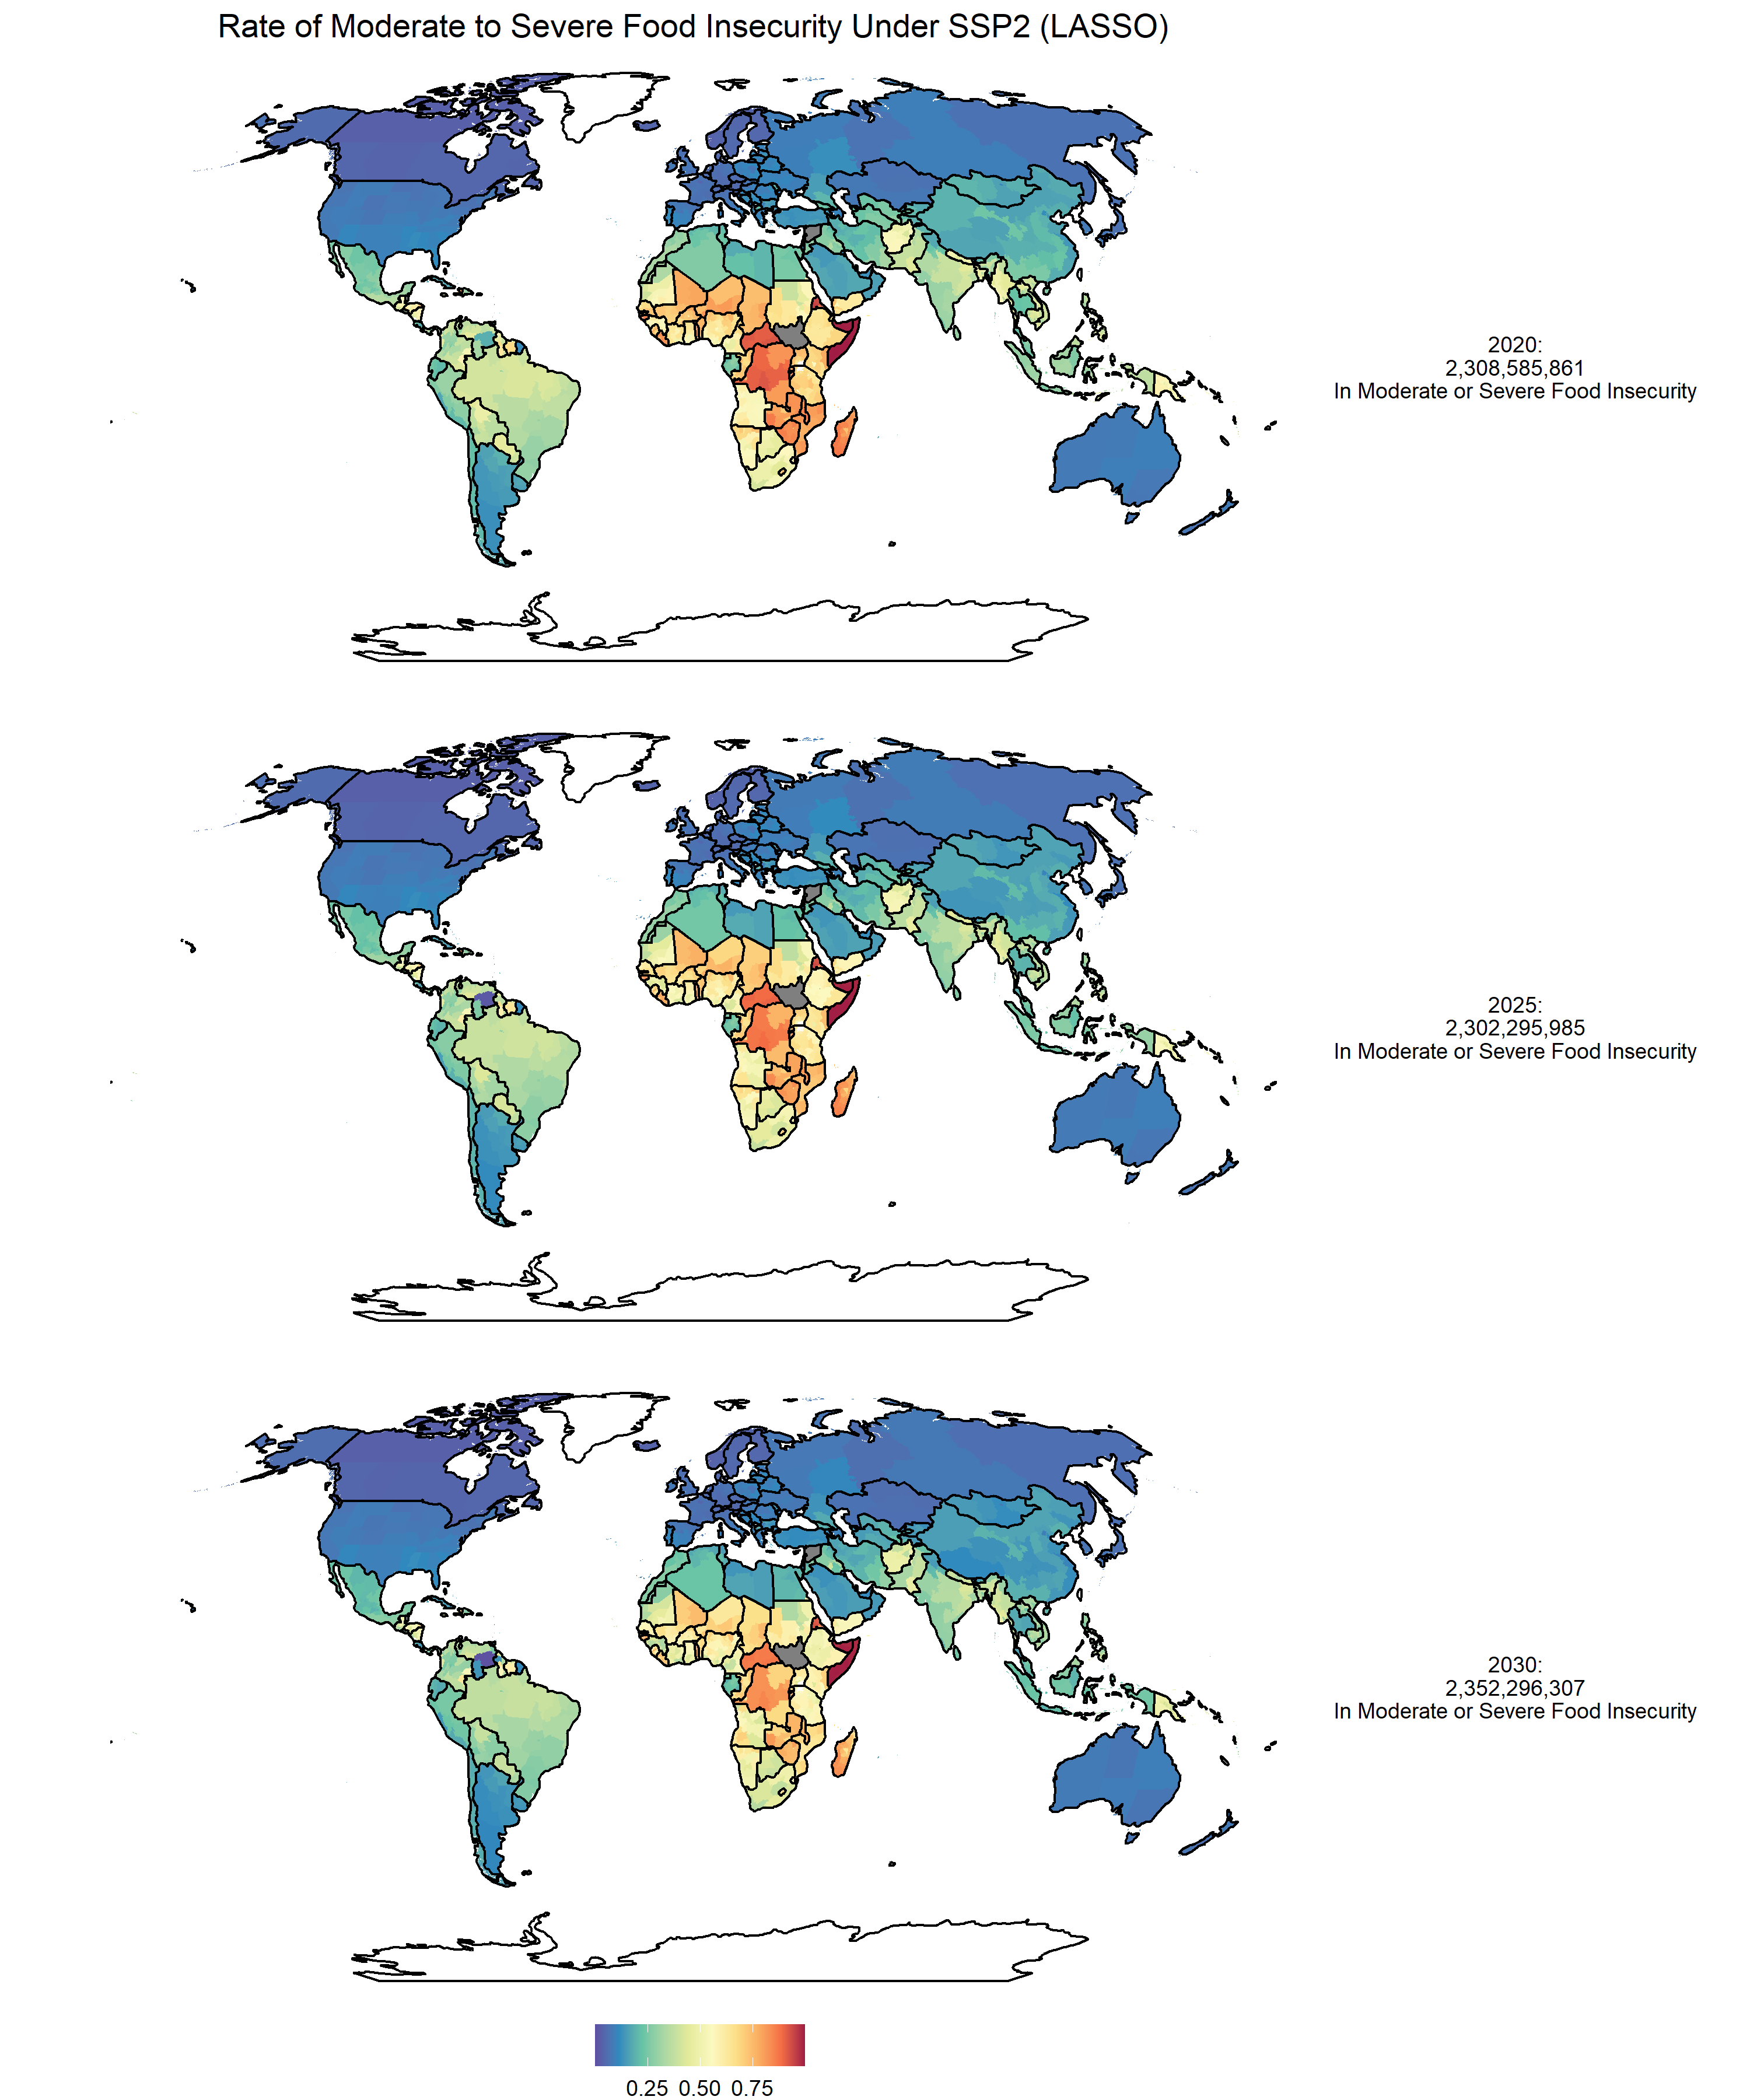 Rate of Moderate to Severe Food Insecurity Under SSP2 (LASSO)
2020:
2,308,585,861
In Moderate or Severe Food Insecurity
2025:
2,302,295,985
In Moderate or Severe Food Insecurity
2030:
2,352,296,307
In Moderate or Severe Food Insecurity
0.25 0.50 0.75